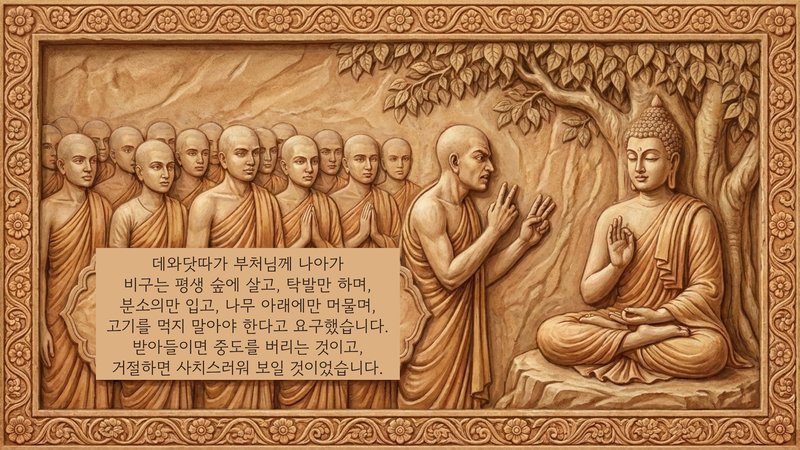 데와닷따가 부처님께 나아가
비구는 평생 숲에 살고, 탁발만 하며,
분소의만 입고, 나무 아래에만 머물며,
고기를 먹지 말아야 한다고 요구했습니다.
받아들이면 중도를 버리는 것이고,
거절하면 사치스러워 보일 것이었습니다.